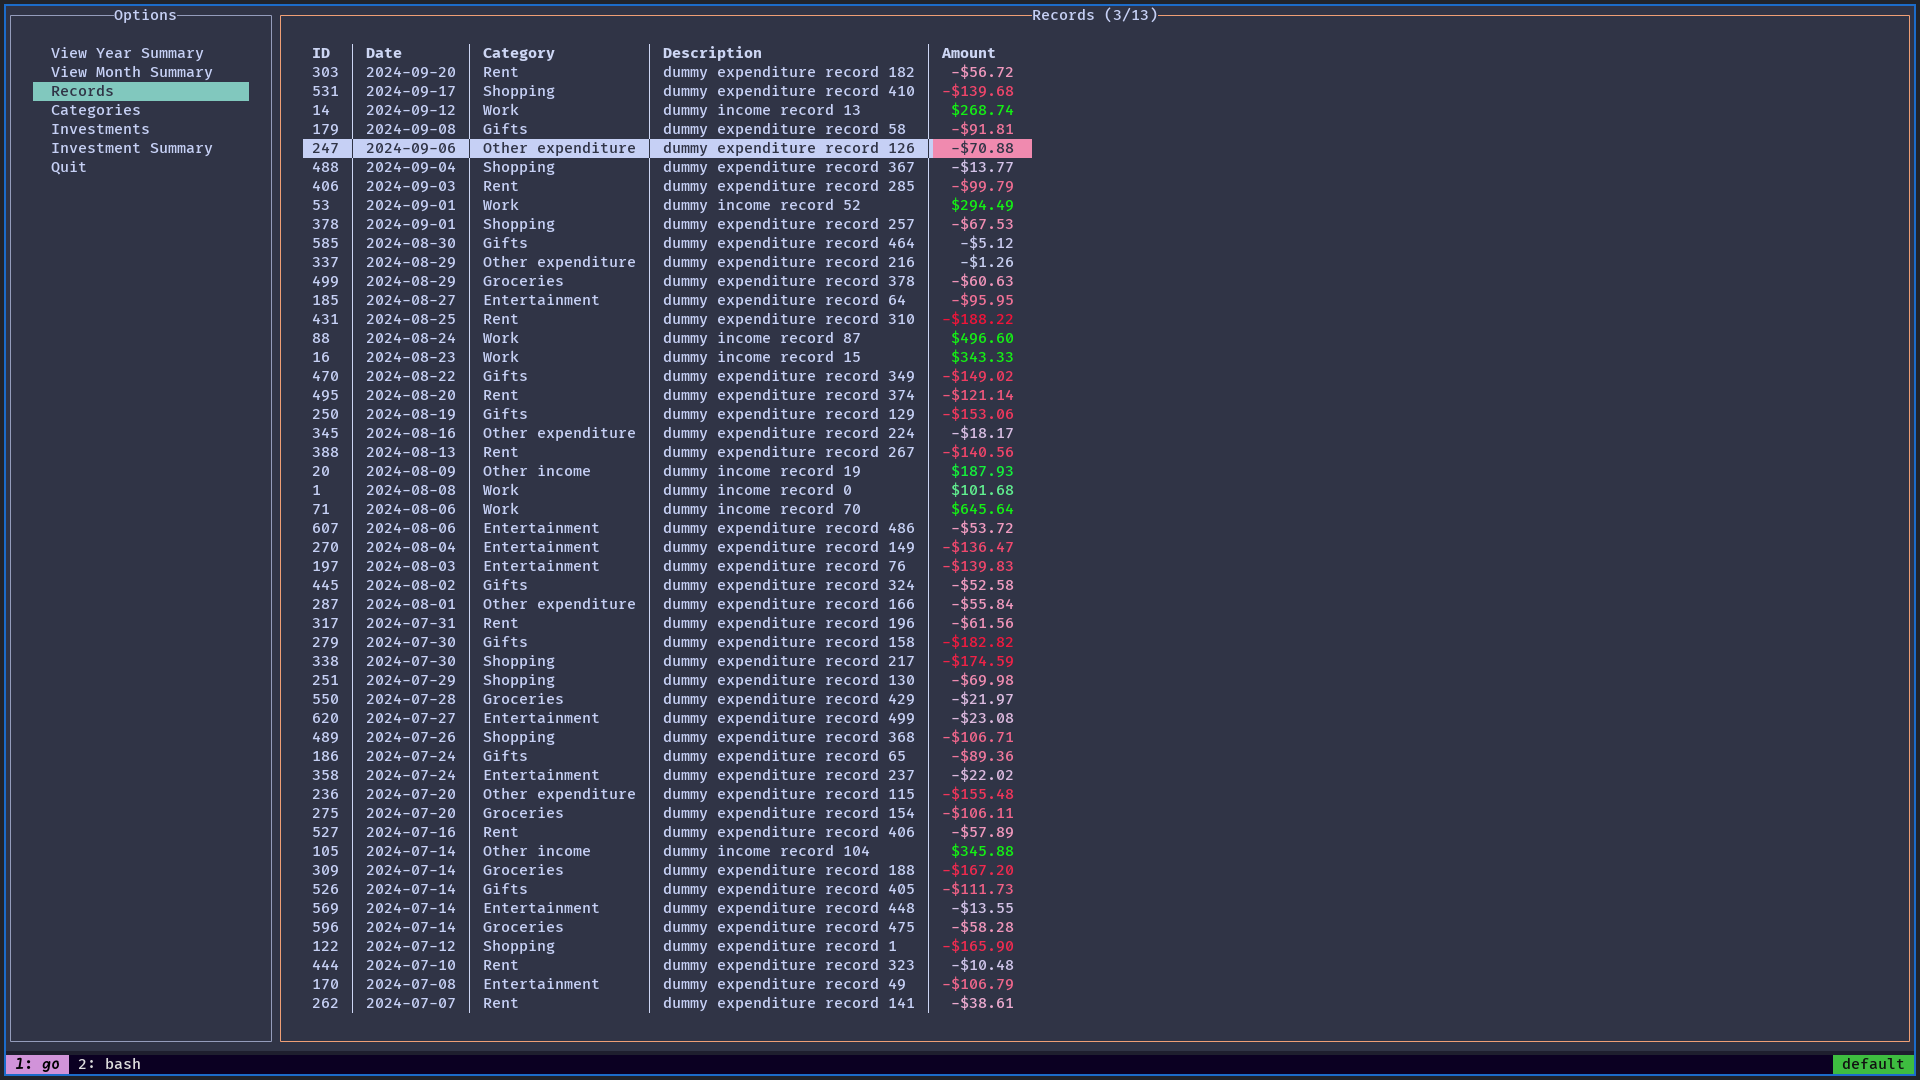 Options
View Year Summary
View Month Summary
Records
Categories
Investments
Investment Summary
Quit
Records (3/13)
ID Date Category Description Amount
303 2024-09-20 Rent dummy expenditure record 182 -$56.72
531 2024-09-17 Shopping dummy expenditure record 410 -$139.68
14 2024-09-12 Work dummy income record 13 $268.74
179 2024-09-08 Gifts dummy expenditure record 58 -$91.81
247 2024-09-06 Other expenditure dummy expenditure record 126 -$70.88
488 2024-09-04 Shopping dummy expenditure record 367 -$13.77
406 2024-09-03 Rent dummy expenditure record 285 -$99.79
53 2024-09-01 Work dummy income record 52 $294.49
378 2024-09-01 Shopping dummy expenditure record 257 -$67.53
585 2024-08-30 Gifts dummy expenditure record 464 -$5.12
337 2024-08-29 Other expenditure dummy expenditure record 216 -$1.26
499 2024-08-29 Groceries dummy expenditure record 378 -$60.63
185 2024-08-27 Entertainment dummy expenditure record 64 -$95.95
431 2024-08-25 Rent dummy expenditure record 310 -$188.22
88 2024-08-24 Work dummy income record 87 $496.60
16 2024-08-23 Work dummy income record 15 $343.33
470 2024-08-22 Gifts dummy expenditure record 349 -$149.02
495 2024-08-20 Rent dummy expenditure record 374 -$121.14
250 2024-08-19 Gifts dummy expenditure record 129 -$153.06
345 2024-08-16 Other expenditure dummy expenditure record 224 -$18.17
388 2024-08-13 Rent dummy expenditure record 267 -$140.56
20 2024-08-09 Other income dummy income record 19 $187.93
1 2024-08-08 Work dummy income record 0 $101.68
71 2024-08-06 Work dummy income record 70 $645.64
607 2024-08-06 Entertainment dummy expenditure record 486 -$53.72
270 2024-08-04 Entertainment dummy expenditure record 149 -$136.47
197 2024-08-03 Entertainment dummy expenditure record 76 -$139.83
445 2024-08-02 Gifts dummy expenditure record 324 -$52.58
287 2024-08-01 Other expenditure dummy expenditure record 166 -$55.84
317 2024-07-31 Rent dummy expenditure record 196 -$61.56
279 2024-07-30 Gifts dummy expenditure record 158 -$182.82
338 2024-07-30 Shopping dummy expenditure record 217 -$174.59
251 2024-07-29 Shopping dummy expenditure record 130 -$69.98
550 2024-07-28 Groceries dummy expenditure record 429 -$21.97
620 2024-07-27 Entertainment dummy expenditure record 499 -$23.08
489 2024-07-26 Shopping dummy expenditure record 368 -$106.71
186 2024-07-24 Gifts dummy expenditure record 65 -$89.36
358 2024-07-24 Entertainment dummy expenditure record 237 -$22.02
236 2024-07-20 Other expenditure dummy expenditure record 115 -$155.48
275 2024-07-20 Groceries dummy expenditure record 154 -$106.11
527 2024-07-16 Rent dummy expenditure record 406 -$57.89
105 2024-07-14 Other income dummy income record 104 $345.88
309 2024-07-14 Groceries dummy expenditure record 188 -$167.20
526 2024-07-14 Gifts dummy expenditure record 405 -$111.73
569 2024-07-14 Entertainment dummy expenditure record 448 -$13.55
596 2024-07-14 Groceries dummy expenditure record 475 -$58.28
122 2024-07-12 Shopping dummy expenditure record 1 -$165.90
444 2024-07-10 Rent dummy expenditure record 323 -$10.48
170 2024-07-08 Entertainment dummy expenditure record 49 -$106.79
262 2024-07-07 Rent dummy expenditure record 141 -$38.61
1: go 2: bash default